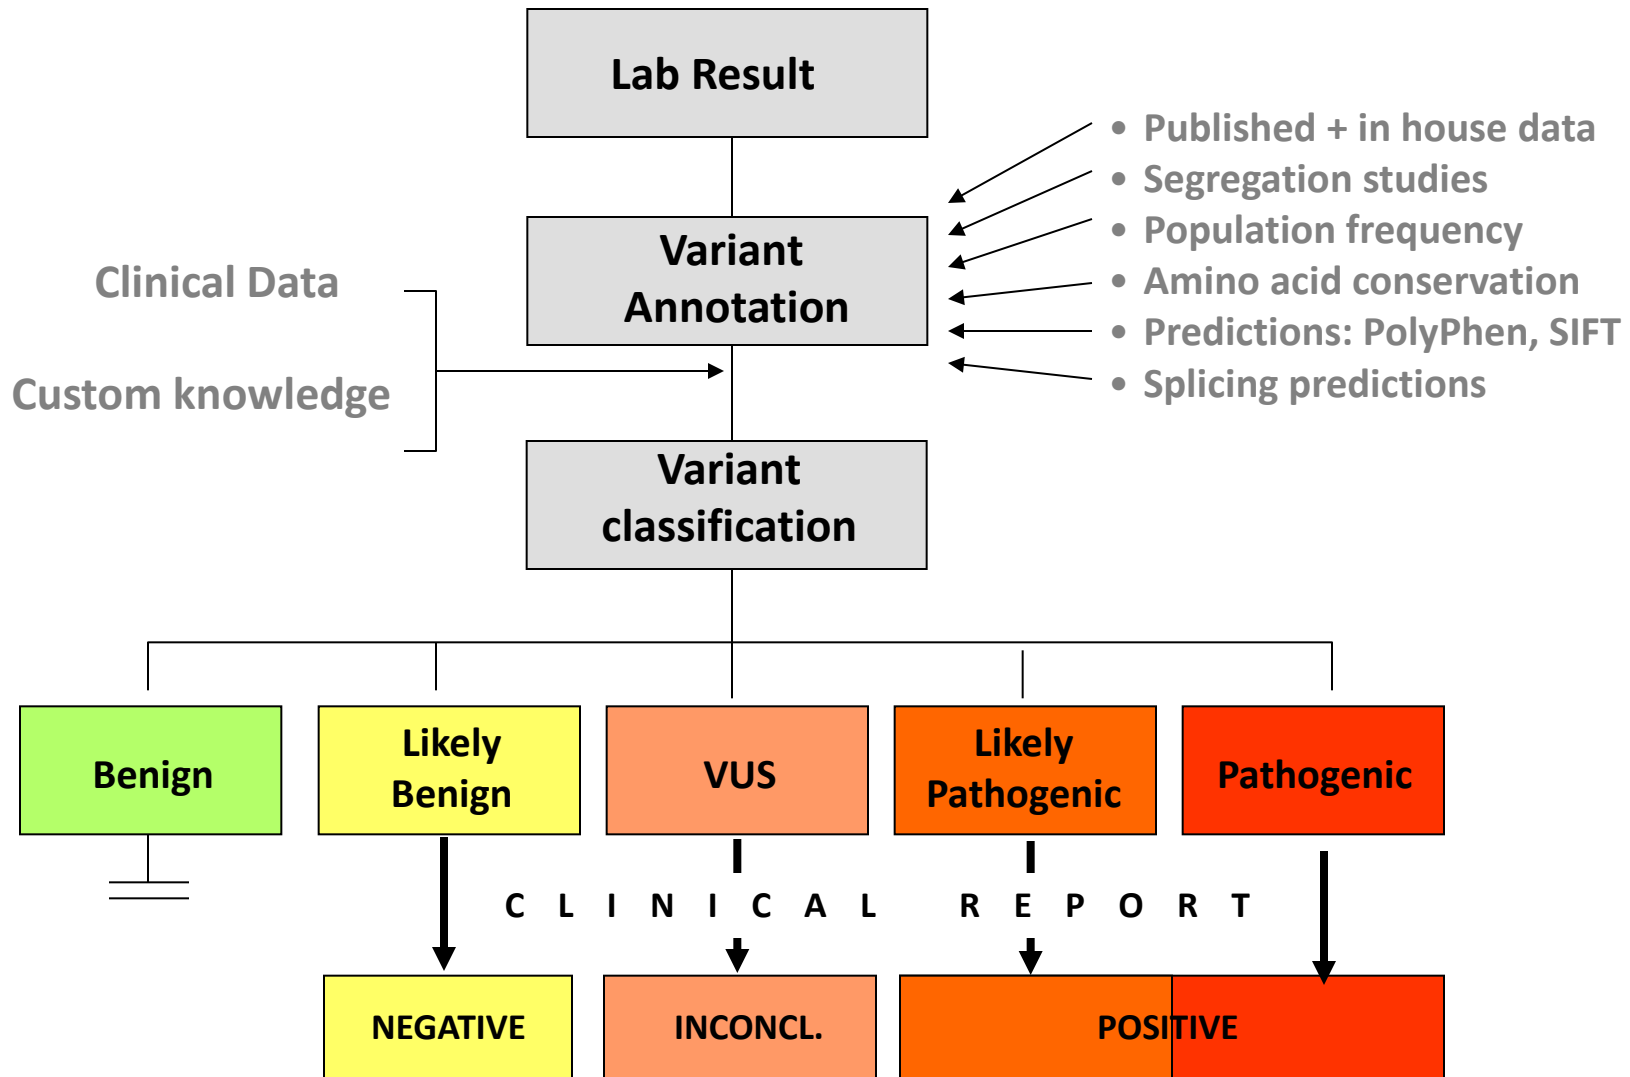 Lab Result
• Published + in house data
• Segregation studies
• Population frequency
• Amino acid conservation
• Predictions: PolyPhen, SIFT
• Splicing predictions
Variant
Annotation
Clinical Data
Custom knowledge
Variant
classification
Benign
Likely
Benign
VUS
Likely
Pathogenic
Pathogenic
C L I N I C A L R E P O R T
NEGATIVE
INCONCL.
POSITIVE